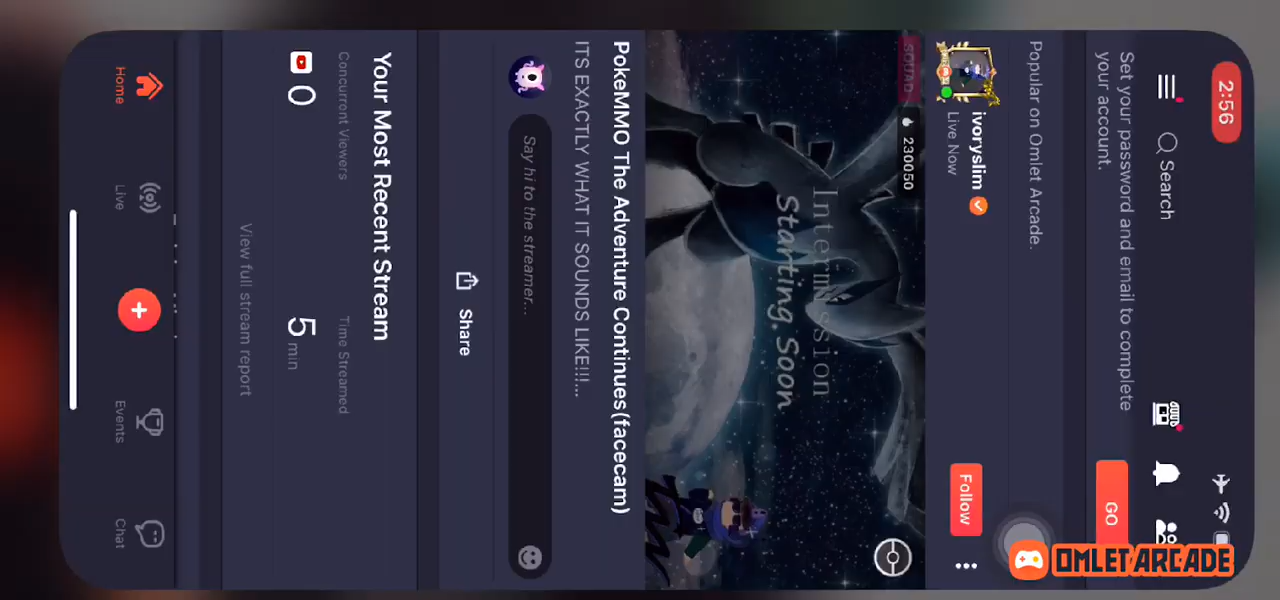 2:56
Search
Set your password and email to complete
your account.
GO
Popular on Omlet Arcade.
ivoryslim
Live Now
Follow
SQUAD
230050
Intermission
Starting Soon
PokeMMO The Adventure Continues(facecam)
ITS EXACTLY WHAT IT SOUNDS LIKE!!!...
Say hi to the streamer...
Share
Your Most Recent Stream
Concurrent Viewers
Time Streamed
0
5 min
View full stream report
Home
Live
Events
Chat
OMLET ARCADE